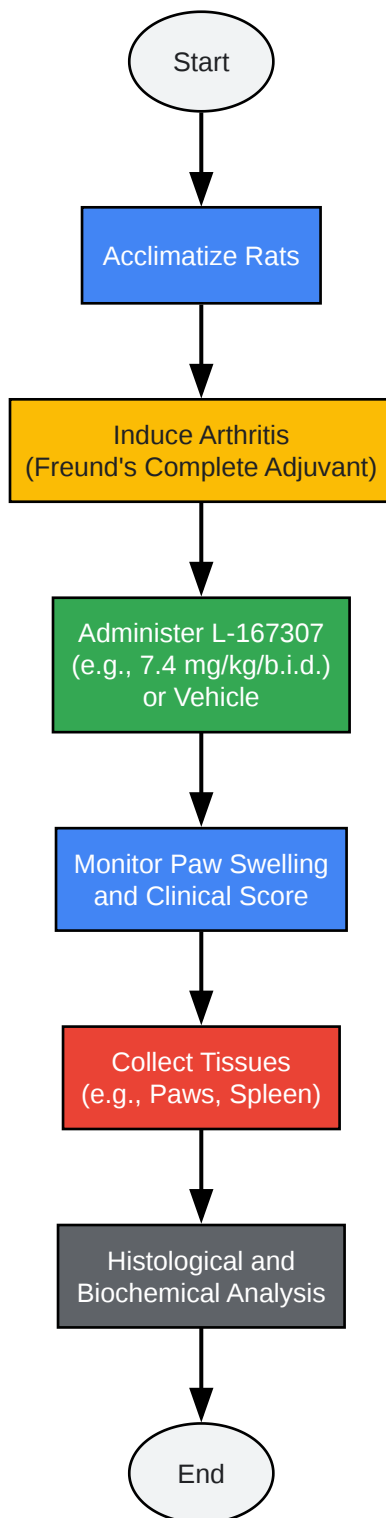 Start
Acclimatize Rats
Induce Arthritis
(Freund's Complete Adjuvant)
Administer L-167307
(e.g., 7.4 mg/kg/b.i.d.)
or Vehicle
Monitor Paw Swelling
and Clinical Score
Collect Tissues
(e.g., Paws, Spleen)
Histological and
Biochemical Analysis
End